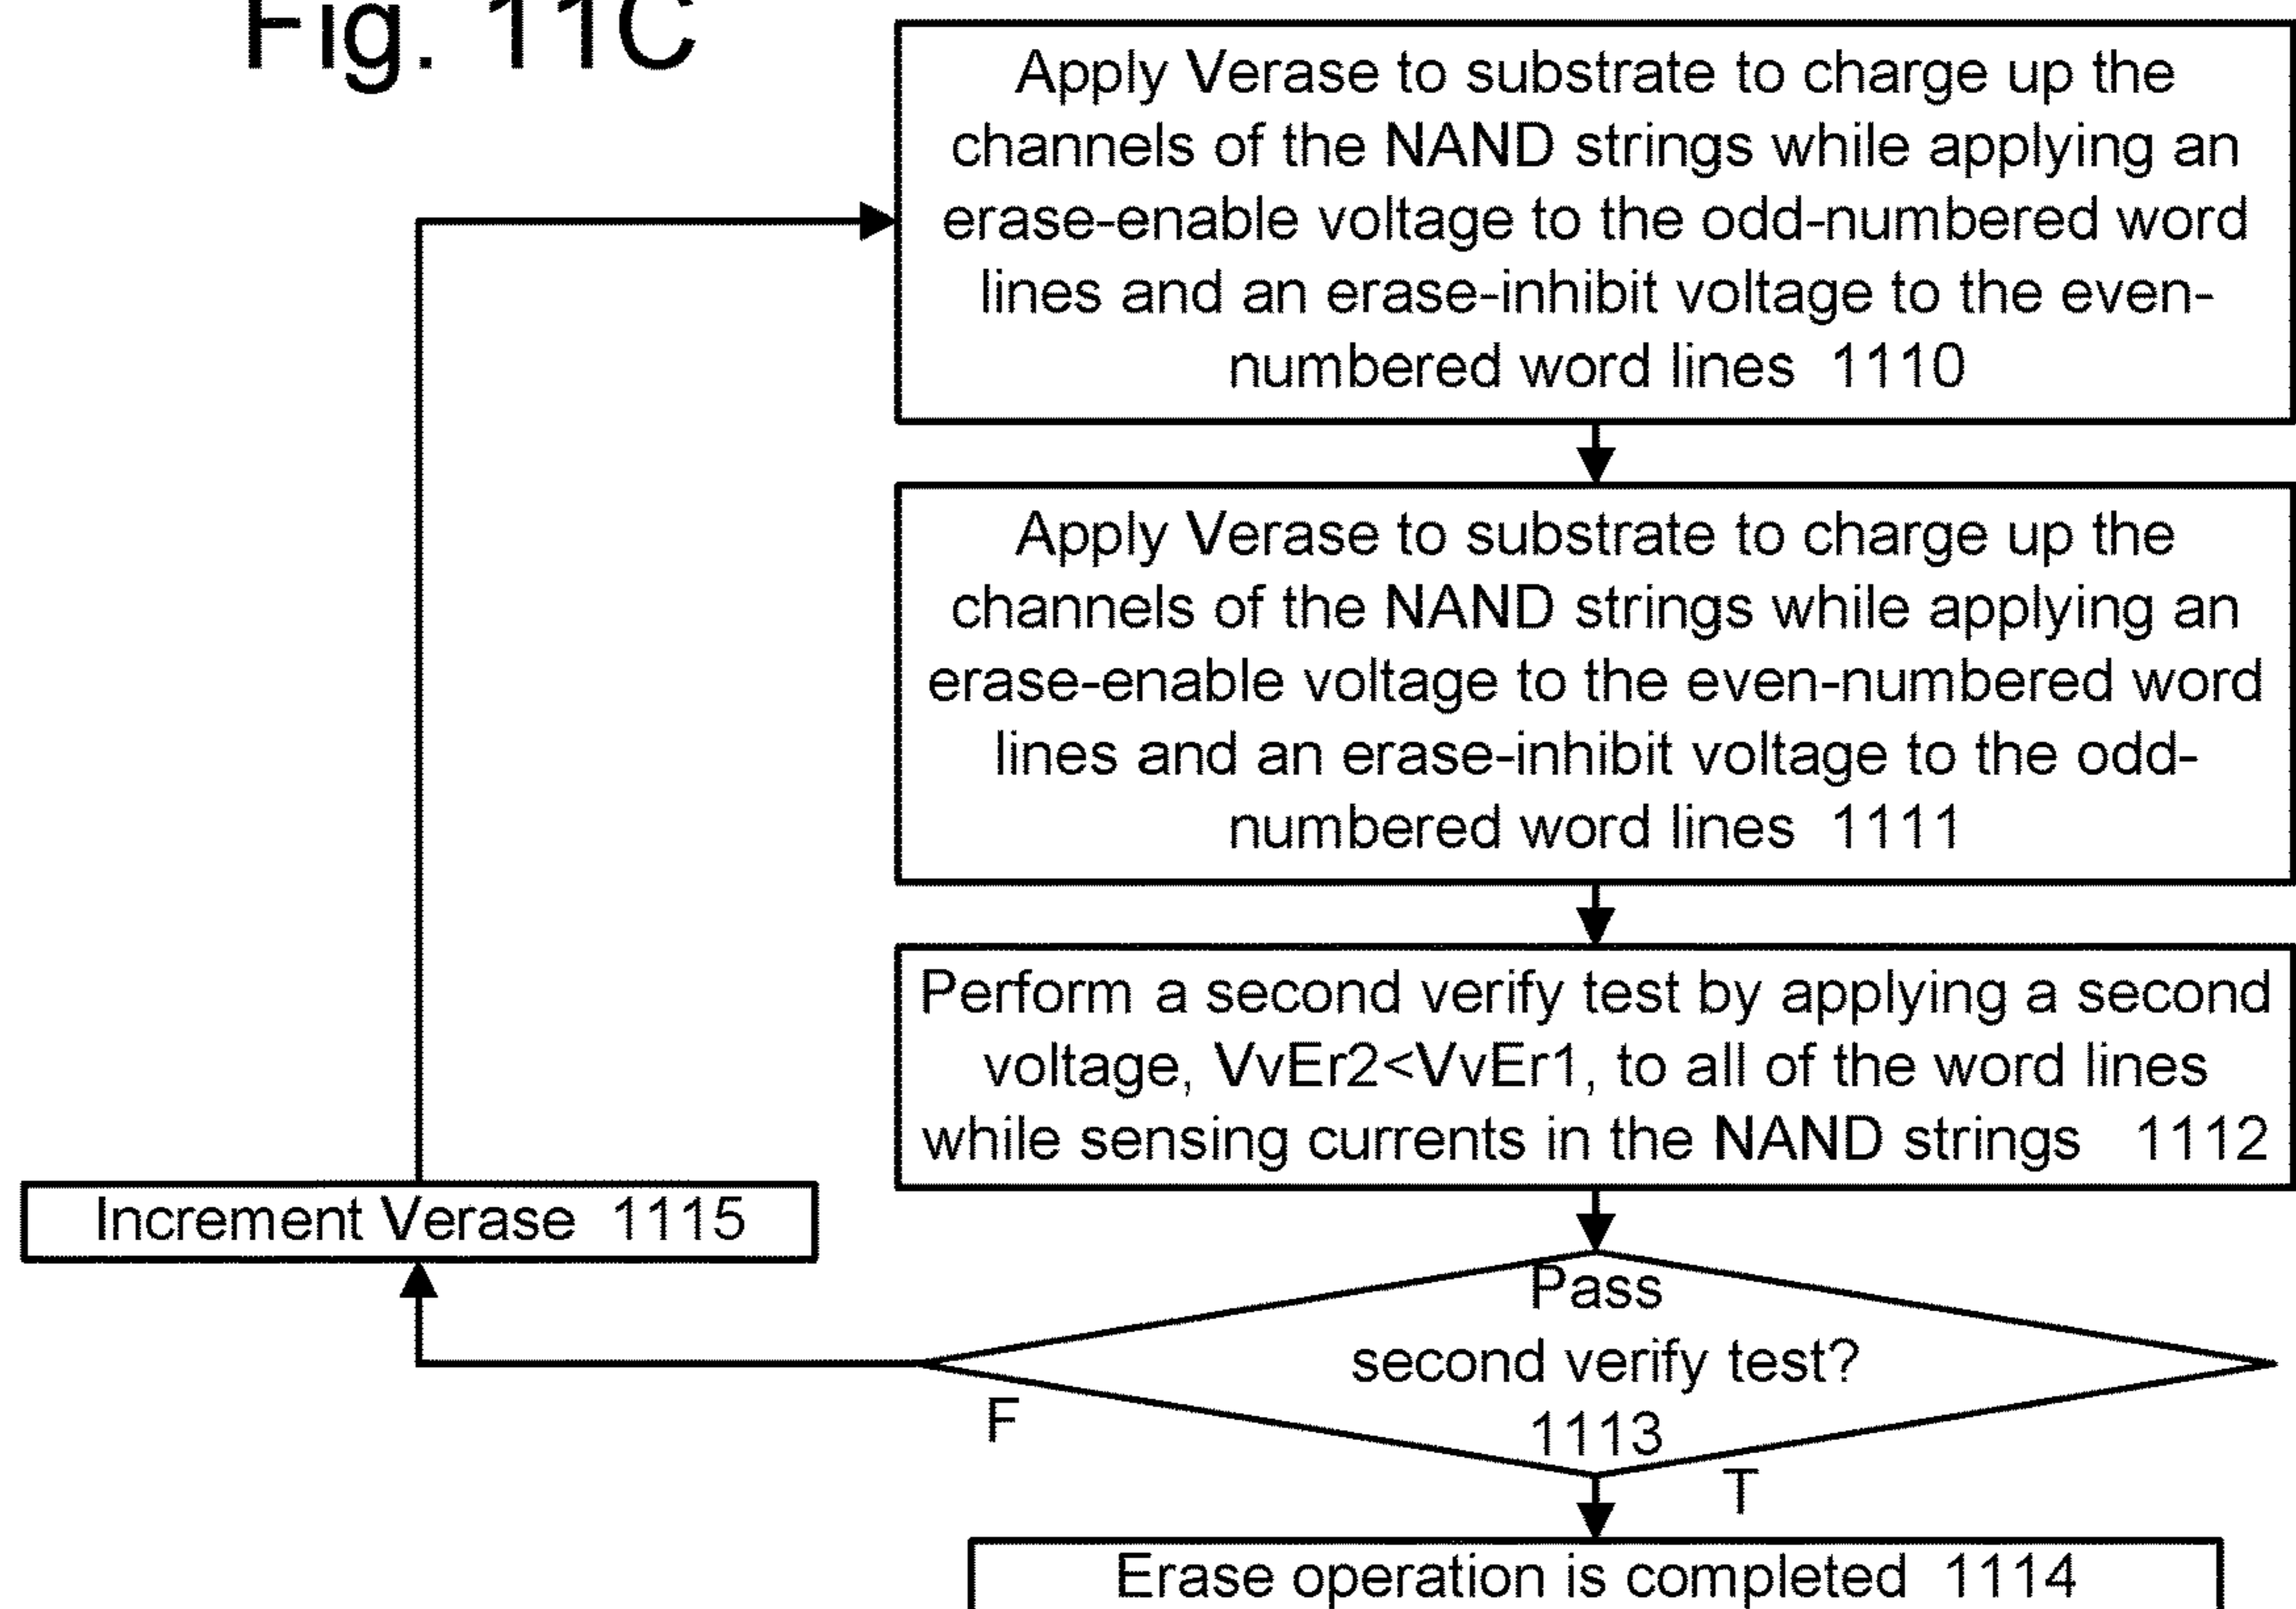 Fig. 11C
Apply Verase to substrate to charge up the
channels of the NAND strings while applying an
erase-enable voltage to the odd-numbered word
lines and an erase-inhibit voltage to the even-
numbered word lines 1110
Apply Verase to substrate to charge up the
channels of the NAND strings while applying an
erase-enable voltage to the even-numbered word
lines and an erase-inhibit voltage to the odd-
numbered word lines 1111
Perform a second verify test by applying a second
voltage, VvEr2<VvEr1, to all of the word lines
while sensing currents in the NAND strings 1112
Increment Verase 1115
Pass
second verify test?
1113
F
T
Erase operation is completed 1114